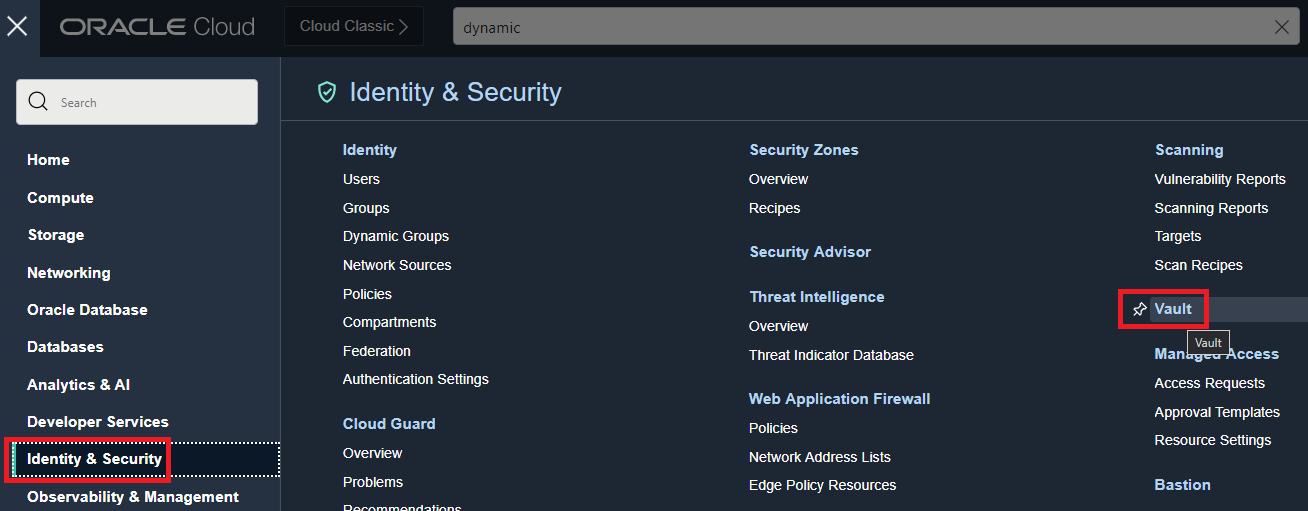 ORACLE Cloud
Cloud Classic
dynamic
Search
Home
Compute
Storage
Networking
Oracle Database
Databases
Analytics & AI
Developer Services
Identity & Security
Observability & Management
Identity & Security
Identity
Users
Groups
Dynamic Groups
Network Sources
Policies
Compartments
Federation
Authentication Settings
Cloud Guard
Overview
Problems
Recommendations
Security Zones
Overview
Recipes
Security Advisor
Threat Intelligence
Overview
Threat Indicator Database
Web Application Firewall
Policies
Network Address Lists
Edge Policy Resources
Scanning
Vulnerability Reports
Scanning Reports
Targets
Scan Recipes
Vault
Vault
Managed Access
Access Requests
Approval Templates
Resource Settings
Bastion